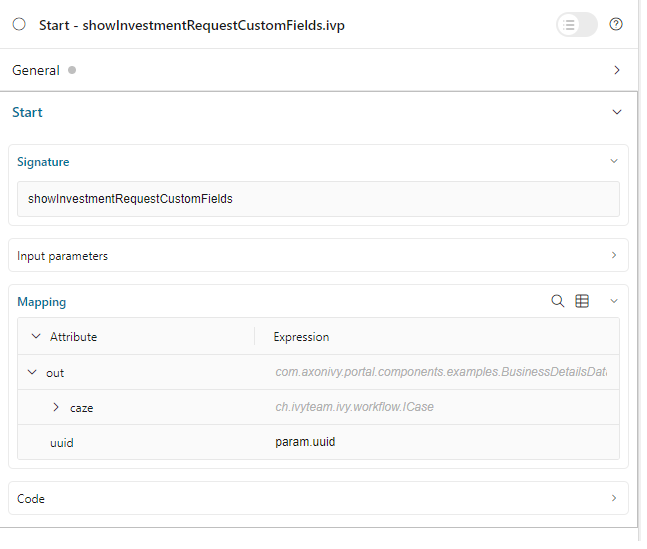 Start - showInvestmentRequestCustomFields.ivp
General
Start
Signature
showInvestmentRequestCustomFields
Input parameters
Mapping
Attribute Expression
out com.axonivy.portal.components.examples.BusinessDetailsDat
caze ch.ivyteam.ivy.workflow.ICase
uuid param.uuid
Code